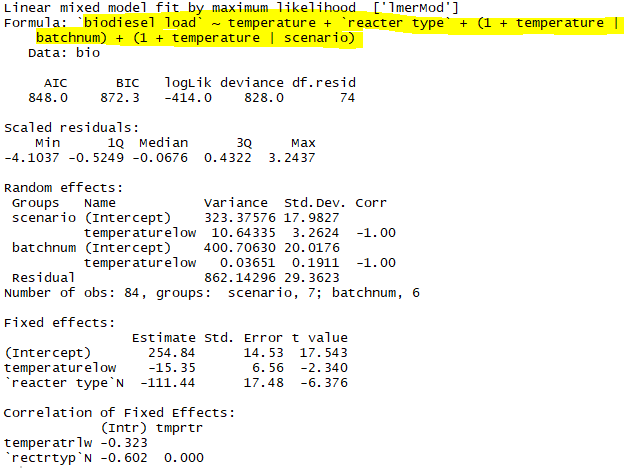 Linear mixed model fit by maximum likelihood  ['lmerMod']
Formula: `biodiesel load` ~ temperature + `reacter type` + (1 + temperature |
    batchnum) + (1 + temperature | scenario)
   Data: bio

     AIC      BIC   logLik deviance df.resid
   848.0    872.3   -414.0    828.0       74

Scaled residuals:
    Min      1Q  Median      3Q     Max
-4.1037 -0.5249 -0.0676  0.4322  3.2437

Random effects:
 Groups   Name           Variance  Std.Dev. Corr
 scenario (Intercept)    323.37576 17.9827
          temperaturelow  10.64335  3.2624  -1.00
 batchnum (Intercept)    400.70630 20.0176
          temperaturelow   0.03651  0.1911  -1.00
 Residual                862.14296 29.3623
Number of obs: 84, groups:  scenario, 7; batchnum, 6

Fixed effects:
                Estimate Std. Error t value
(Intercept)       254.84      14.53  17.543
temperaturelow    -15.35       6.56  -2.340
`reacter type`N  -111.44      17.48  -6.376

Correlation of Fixed Effects:
            (Intr) tmprtr
temperatrlw -0.323
`rectrtyp`N -0.602  0.000